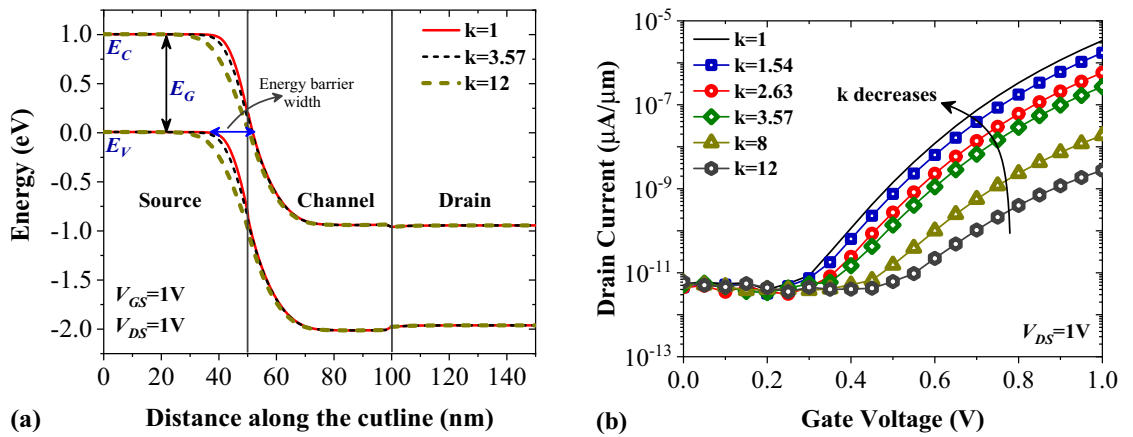 k=1
k=3.57
k=12
1.0
0.5
0.0
-0.5
-1.0
-1.5
-2.0
Energy (eV)
E_C
E_G
E_V
Energy barrier
width
Source
Channel
Drain
V_GS=1V
V_DS=1V
0 20 40 60 80 100 120 140
Distance along the cutline (nm)
(a)
10^-5
10^-7
10^-9
10^-11
10^-13
Drain Current (μA/μm)
k=1
k=1.54
k=2.63
k=3.57
k=8
k=12
k decreases
V_DS=1V
0.0 0.2 0.4 0.6 0.8 1.0
Gate Voltage (V)
(b)